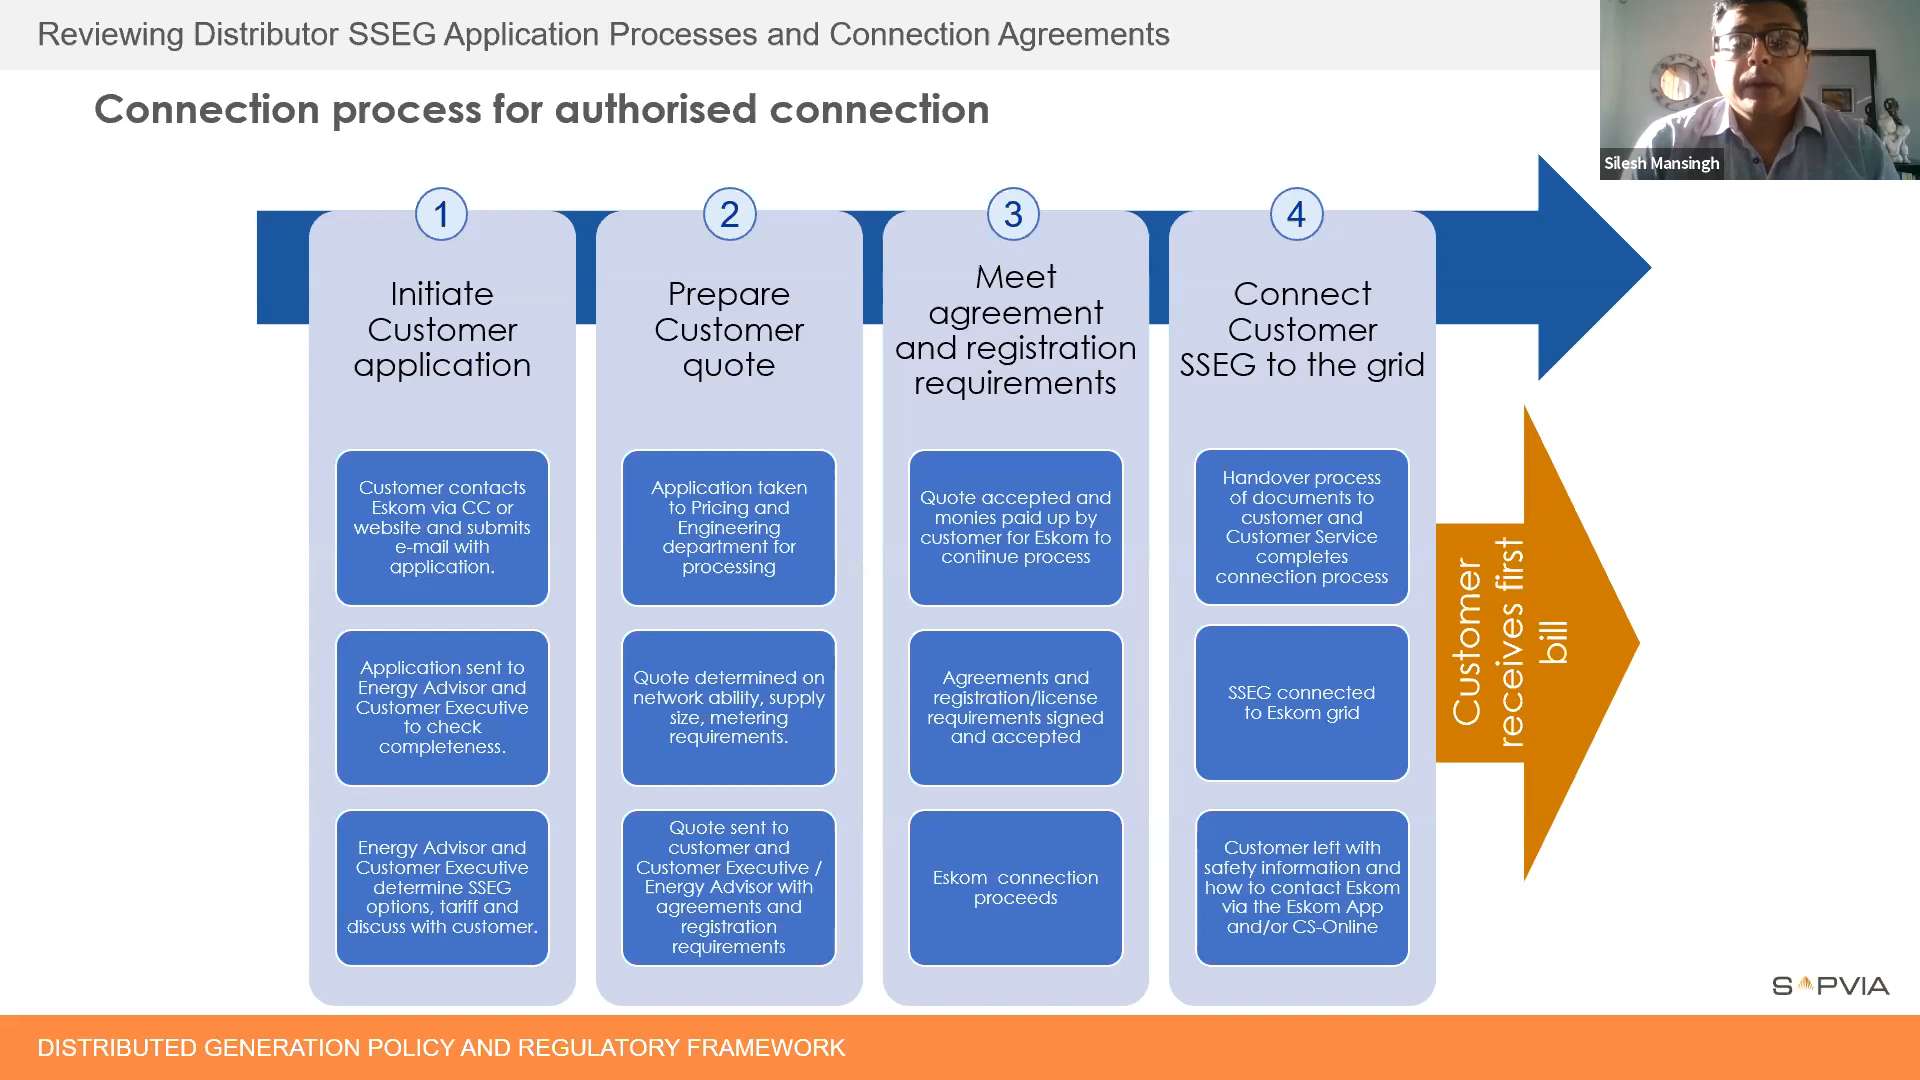 Reviewing Distributor SSEG Application Processes and Connection Agreements
Connection process for authorised connection
Silesh Mansingh
1
Initiate
Customer
application
Customer contacts
Eskom via CC or
website and submits
e-mail with
application.
Application sent to
Energy Advisor and
Customer Executive
to check
completeness.
Energy Advisor and
Customer Executive
determine SSEG
options, tariff and
discuss with customer.
2
Prepare
Customer
quote
Application taken
to Pricing and
Engineering
department for
processing
Quote determined on
network ability, supply
size, metering
requirements.
Quote sent to
customer and
Customer Executive /
Energy Advisor with
agreements and
registration
requirements
3
Meet
agreement
and registration
requirements
Quote accepted and
monies paid up by
customer for Eskom to
continue process
Agreements and
registration/license
requirements signed
and accepted
Eskom  connection
proceeds
4
Connect
Customer
SSEG to the grid
Handover process
of documents to
customer and
Customer Service
completes
connection process
SSEG connected
to Eskom grid
Customer left with
safety information and
how to contact Eskom
via the Eskom App
and/or CS-Online
Customer
receives first
bill
SAPVIA
DISTRIBUTED GENERATION POLICY AND REGULATORY FRAMEWORK